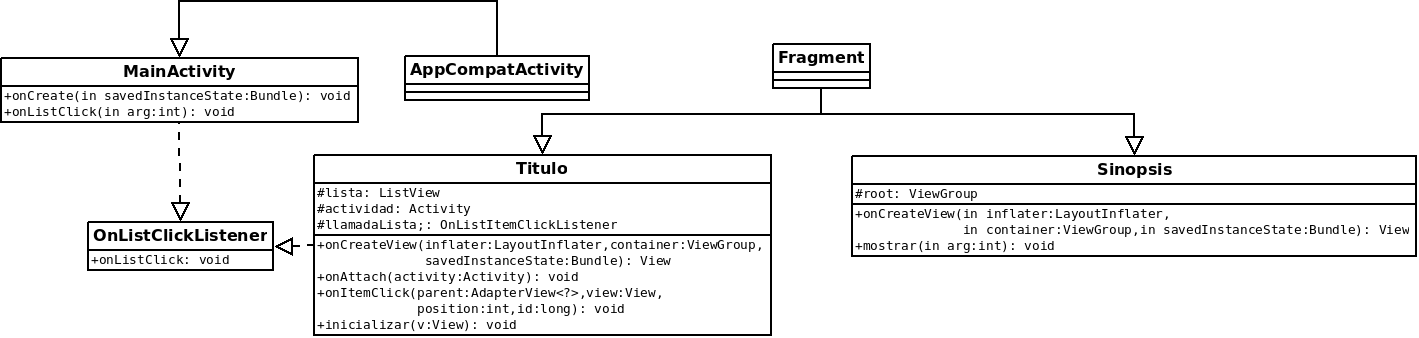 MainActivity
+onCreate(in savedInstanceState:Bundle): void
+onListClick(in arg:int): void
AppCompatActivity
Fragment
OnListClickListener
+onListClick: void
Titulo
#lista: ListView
#actividad: Activity
#llamadaLista;: OnListItemClickListener
+onCreateView(inflater:LayoutInflater,container:ViewGroup,
savedInstanceState:Bundle): View
+onAttach(activity:Activity): void
+onItemClick(parent:AdapterView<?>,view:View,
position:int,id:long): void
+inicializar(v:View): void
Sinopsis
#root: ViewGroup
+onCreateView(in inflater:LayoutInflater,
in container:ViewGroup,in savedInstanceState:Bundle): View
+mostrar(in arg:int): void